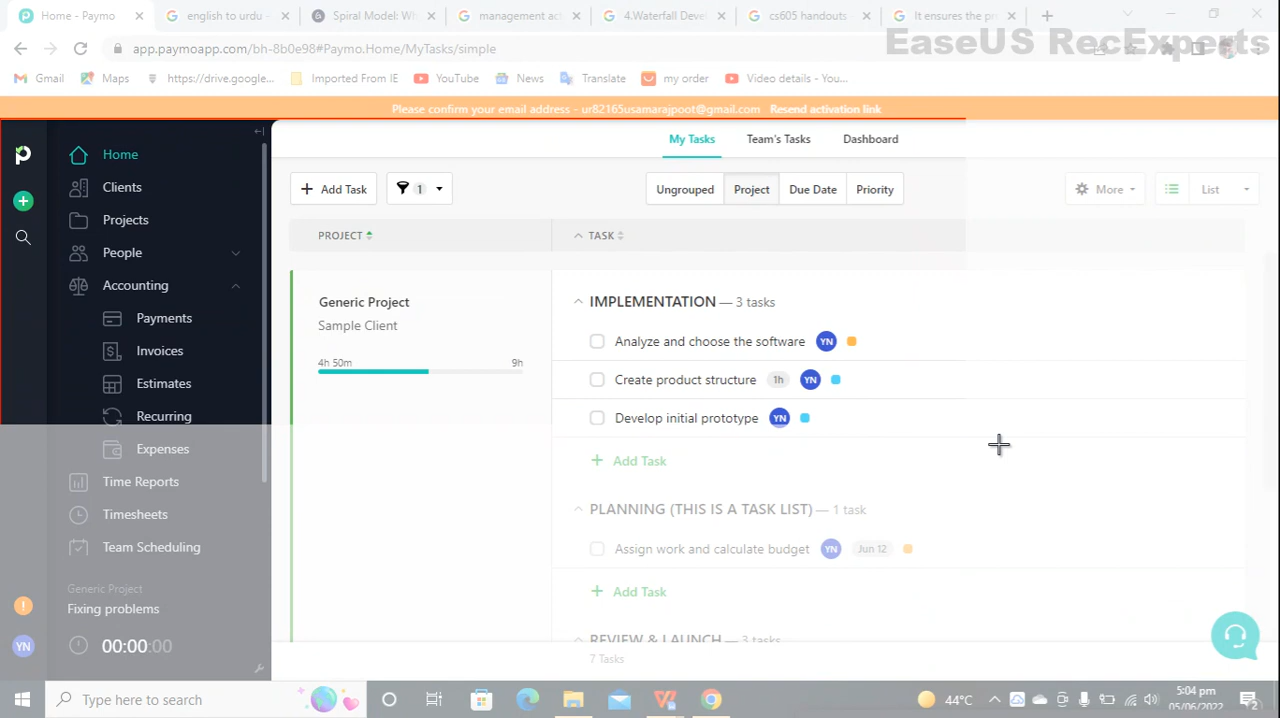 Home - Paymo
english to urdu -
Spiral Model: Wh
management act
4.Waterfall Deve
cs605 handouts -
It ensures the pr
EaseUS RecExperts
app.paymoapp.com/bh-8b0e98#Paymo.Home/MyTasks/simple
Gmail
Maps
https://drive.google...
Imported From IE
YouTube
News
Translate
my order
Video details - You...
Please confirm your email address - ur82165usamarajpoot@gmail.com Resend activation link
My Tasks
Team's Tasks
Dashboard
Home
Clients
Projects
People
Accounting
Payments
Invoices
Estimates
Recurring
Expenses
Time Reports
Timesheets
Team Scheduling
Generic Project
Fixing problems
YN
00:00:00
Add Task
1
Ungrouped
Project
Due Date
Priority
More
List
PROJECT
TASK
Generic Project
Sample Client
4h 50m
9h
IMPLEMENTATION — 3 tasks
Analyze and choose the software YN
Create product structure 1h YN
Develop initial prototype YN
+ Add Task
PLANNING (THIS IS A TASK LIST) — 1 task
Assign work and calculate budget YN Jun 12
+ Add Task
REVIEW & LAUNCH — 3 tasks
7 Tasks
Type here to search
44°C
5:04 pm
05/06/2022
2